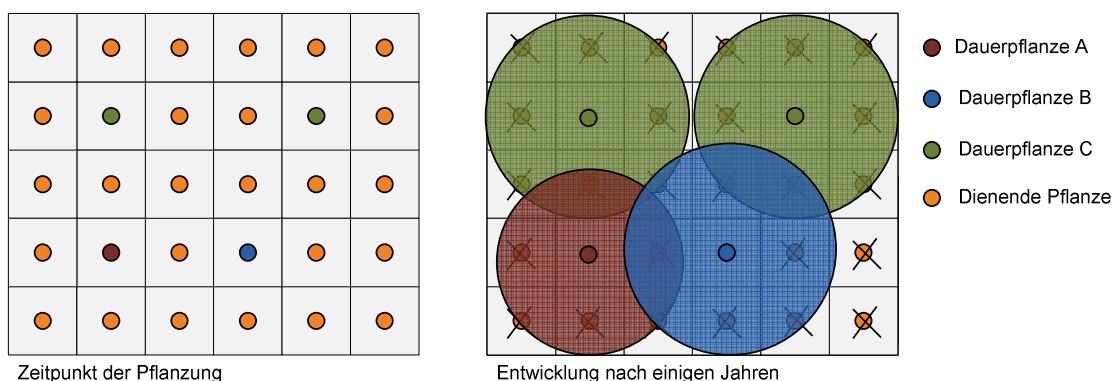 Dauerpflanze A
Dauerpflanze B
Dauerpflanze C
Dienende Pflanze
Zeitpunkt der Pflanzung
Entwicklung nach einigen Jahren